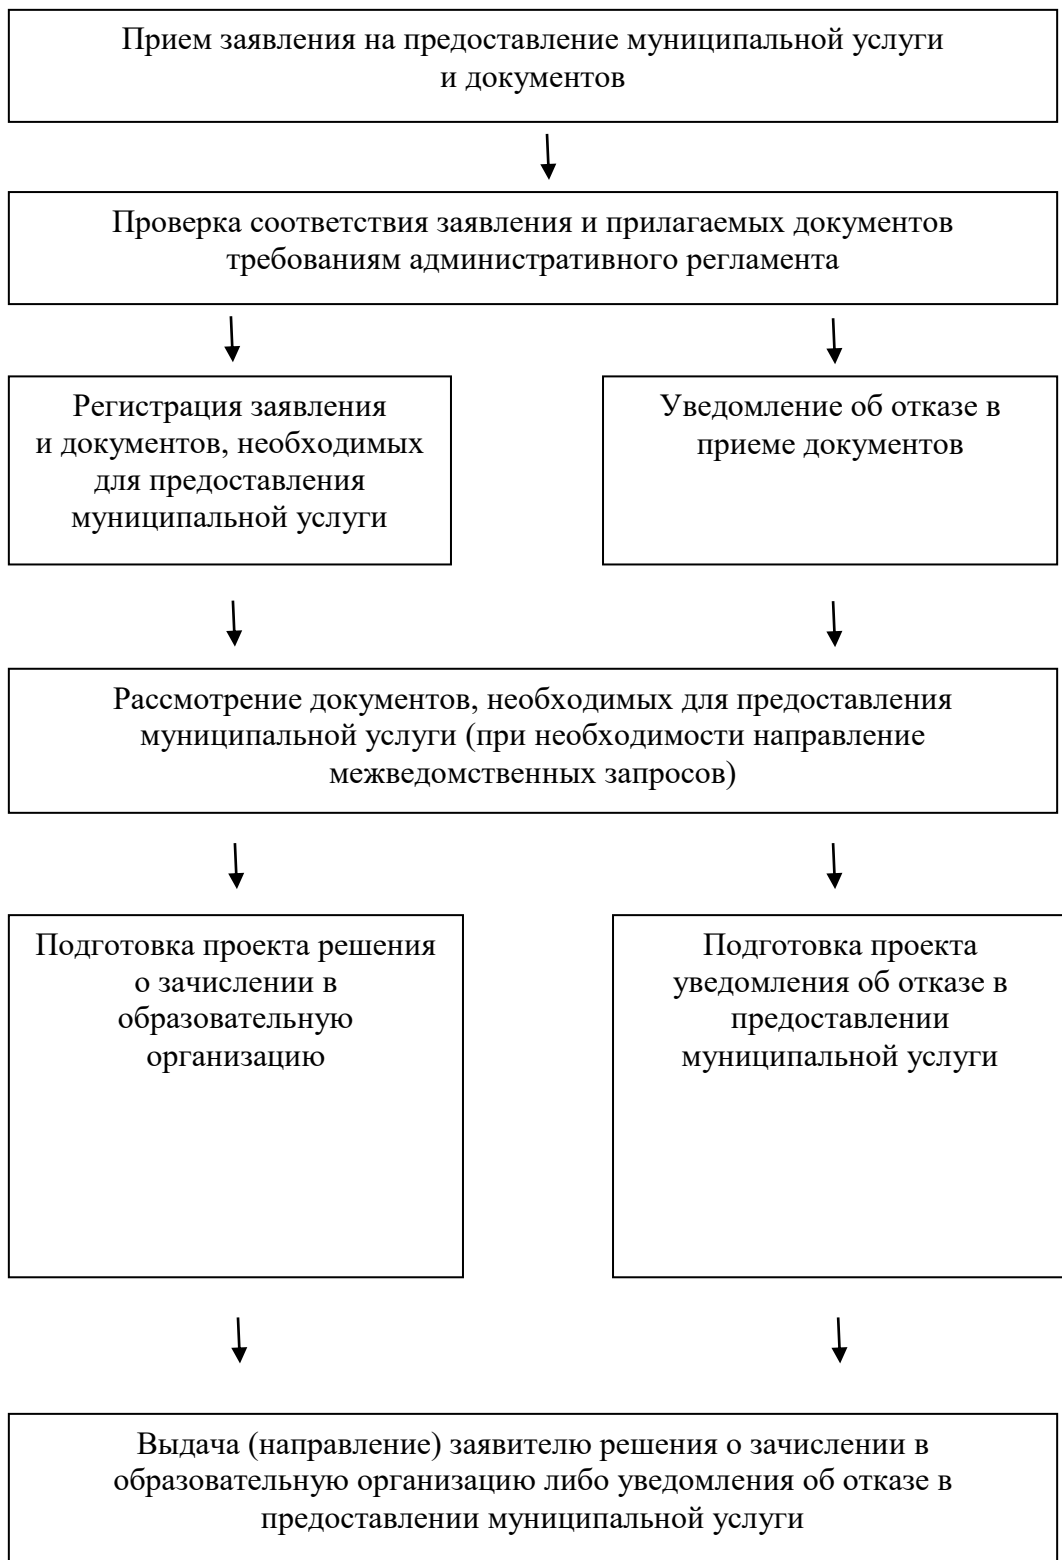 Прием заявления на предоставление муниципальной услуги
и документов
Проверка соответствия заявления и прилагаемых документов
требованиям административного регламента
Регистрация заявления
и документов, необходимых
для предоставления
муниципальной услуги
Уведомление об отказе в
приеме документов
Рассмотрение документов, необходимых для предоставления
муниципальной услуги (при необходимости направление
межведомственных запросов)
Подготовка проекта решения
о зачислении в
образовательную
организацию
Подготовка проекта
уведомления об отказе в
предоставлении
муниципальной услуги
Выдача (направление) заявителю решения о зачислении в
образовательную организацию либо уведомления об отказе в
предоставлении муниципальной услуги